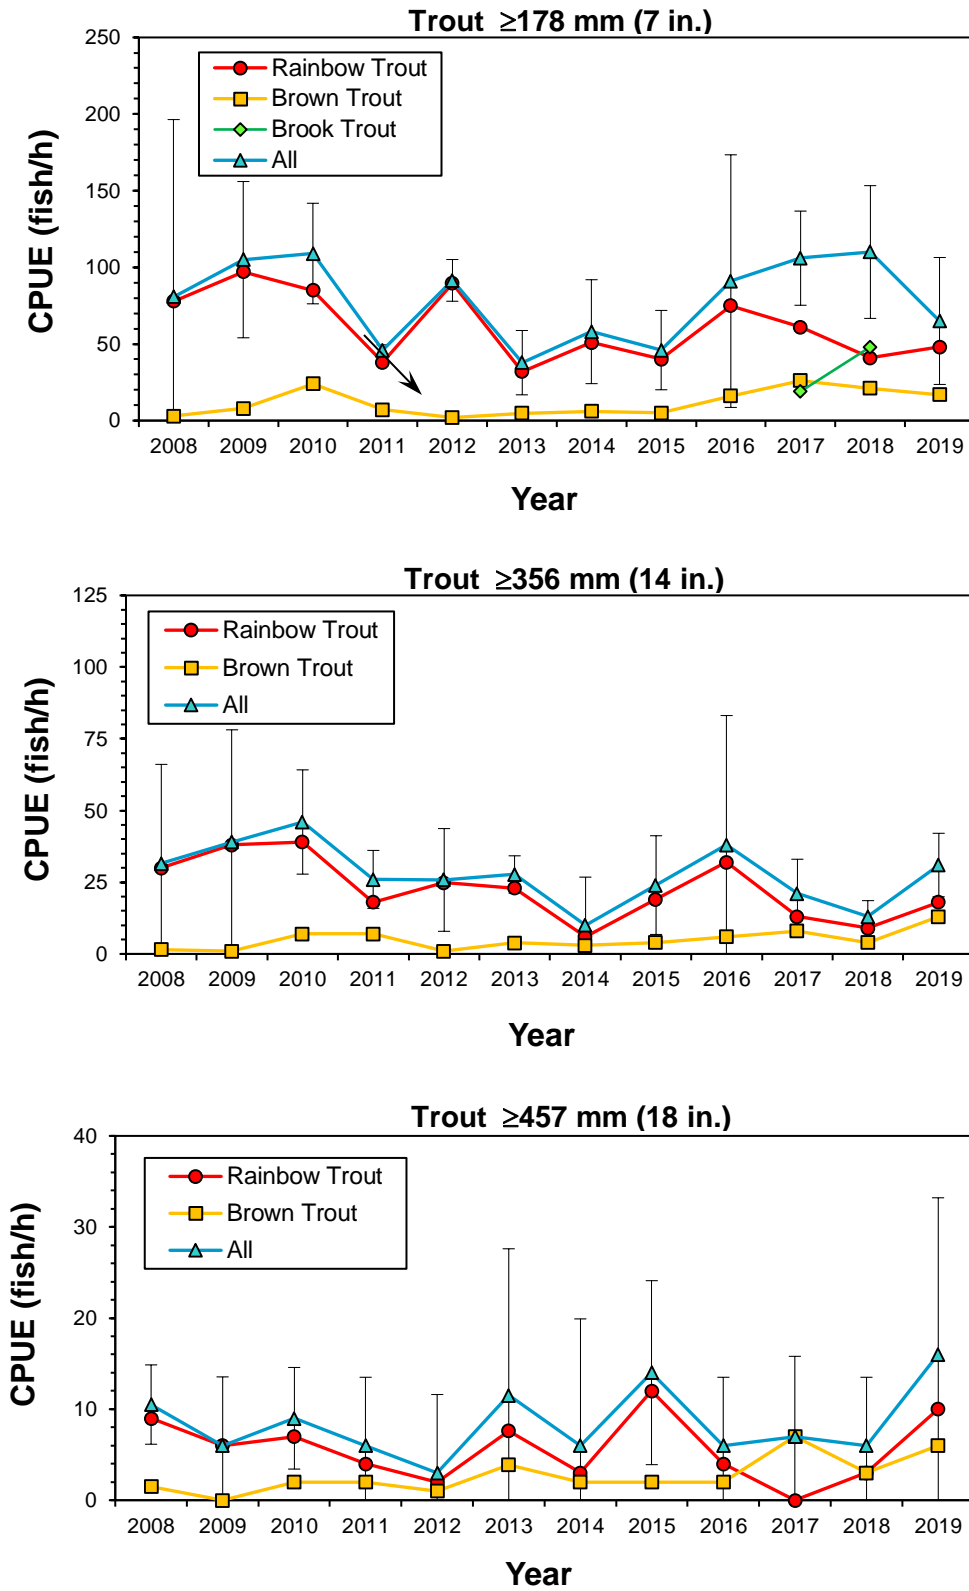 Trout ≥178 mm (7 in.)
250
200
150
100
50
0
CPUE (fish/h)
Rainbow Trout
Brown Trout
Brook Trout
All
2008 2009 2010 2011 2012 2013 2014 2015 2016 2017 2018 2019
Year
Trout ≥356 mm (14 in.)
125
100
75
50
25
0
CPUE (fish/h)
Rainbow Trout
Brown Trout
All
2008 2009 2010 2011 2012 2013 2014 2015 2016 2017 2018 2019
Year
Trout ≥457 mm (18 in.)
40
30
20
10
0
CPUE (fish/h)
Rainbow Trout
Brown Trout
All
2008 2009 2010 2011 2012 2013 2014 2015 2016 2017 2018 2019
Year